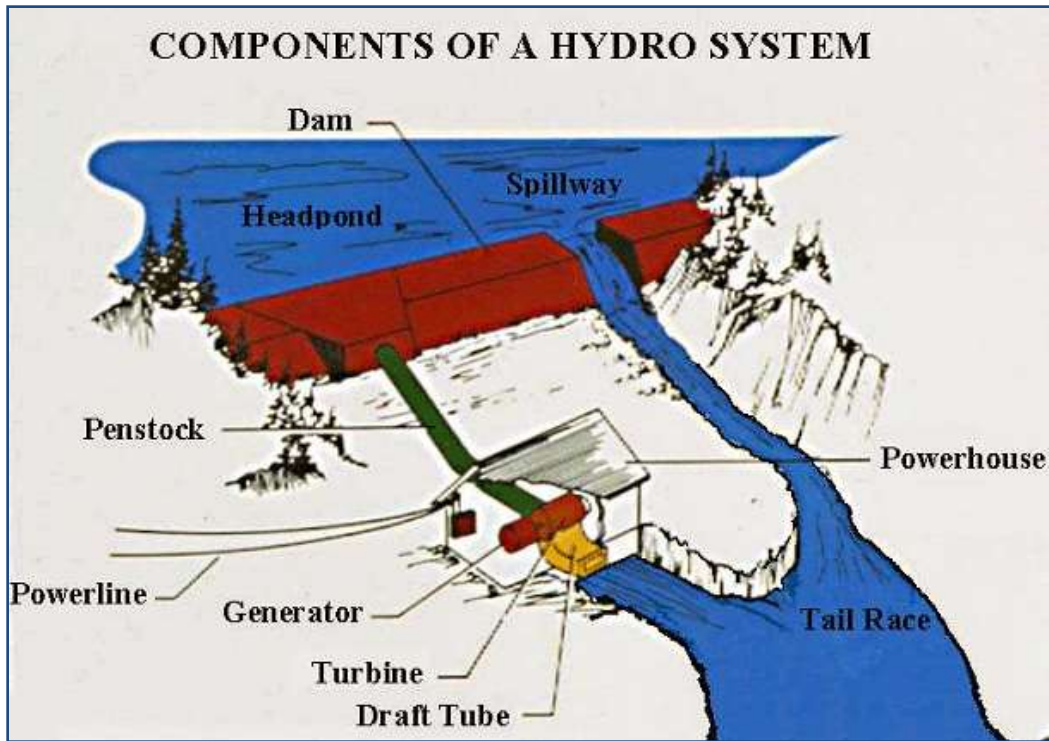 COMPONENTS OF A HYDRO SYSTEM
Dam
Spillway
Headpond
Penstock
Powerhouse
Powerline
Generator
Tail Race
Turbine
Draft Tube